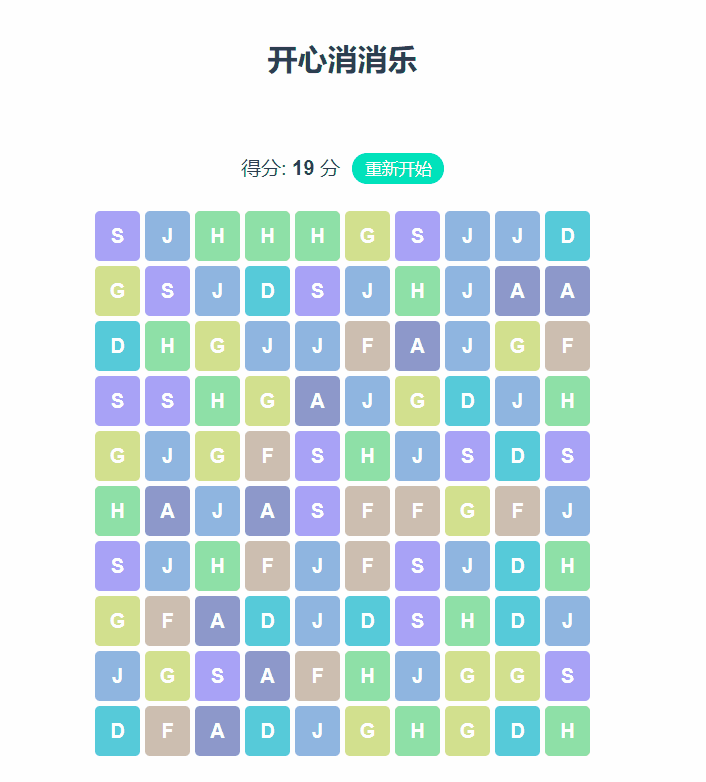 开心消消乐
得分: 19 分 重新开始
S J H H H G S J J D
G S J D S J H J A A
D H G J J F A J G F
S S H G A J G D J H
G J G F S H J S D S
H A J A S F F G F J
S J H F J F S J D H
G F A D J D S H D J
J G S A F H J G G S
D F A D J G H G D H